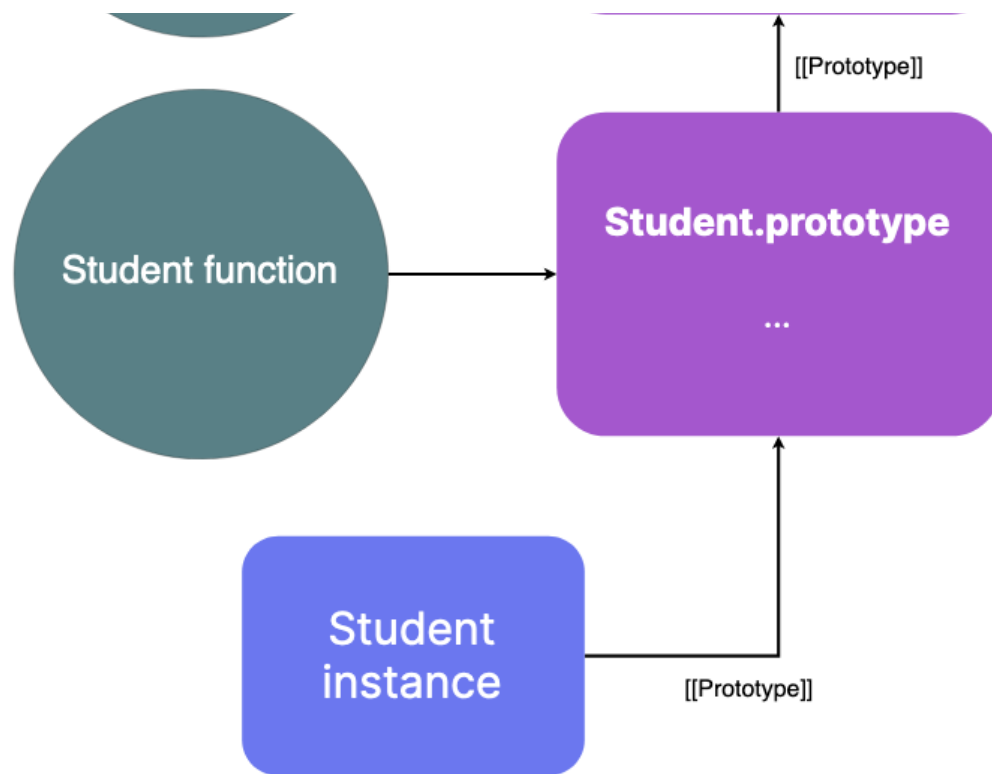 [[Prototype]]
Student.prototype
Student function
...
Student
instance
[[Prototype]]